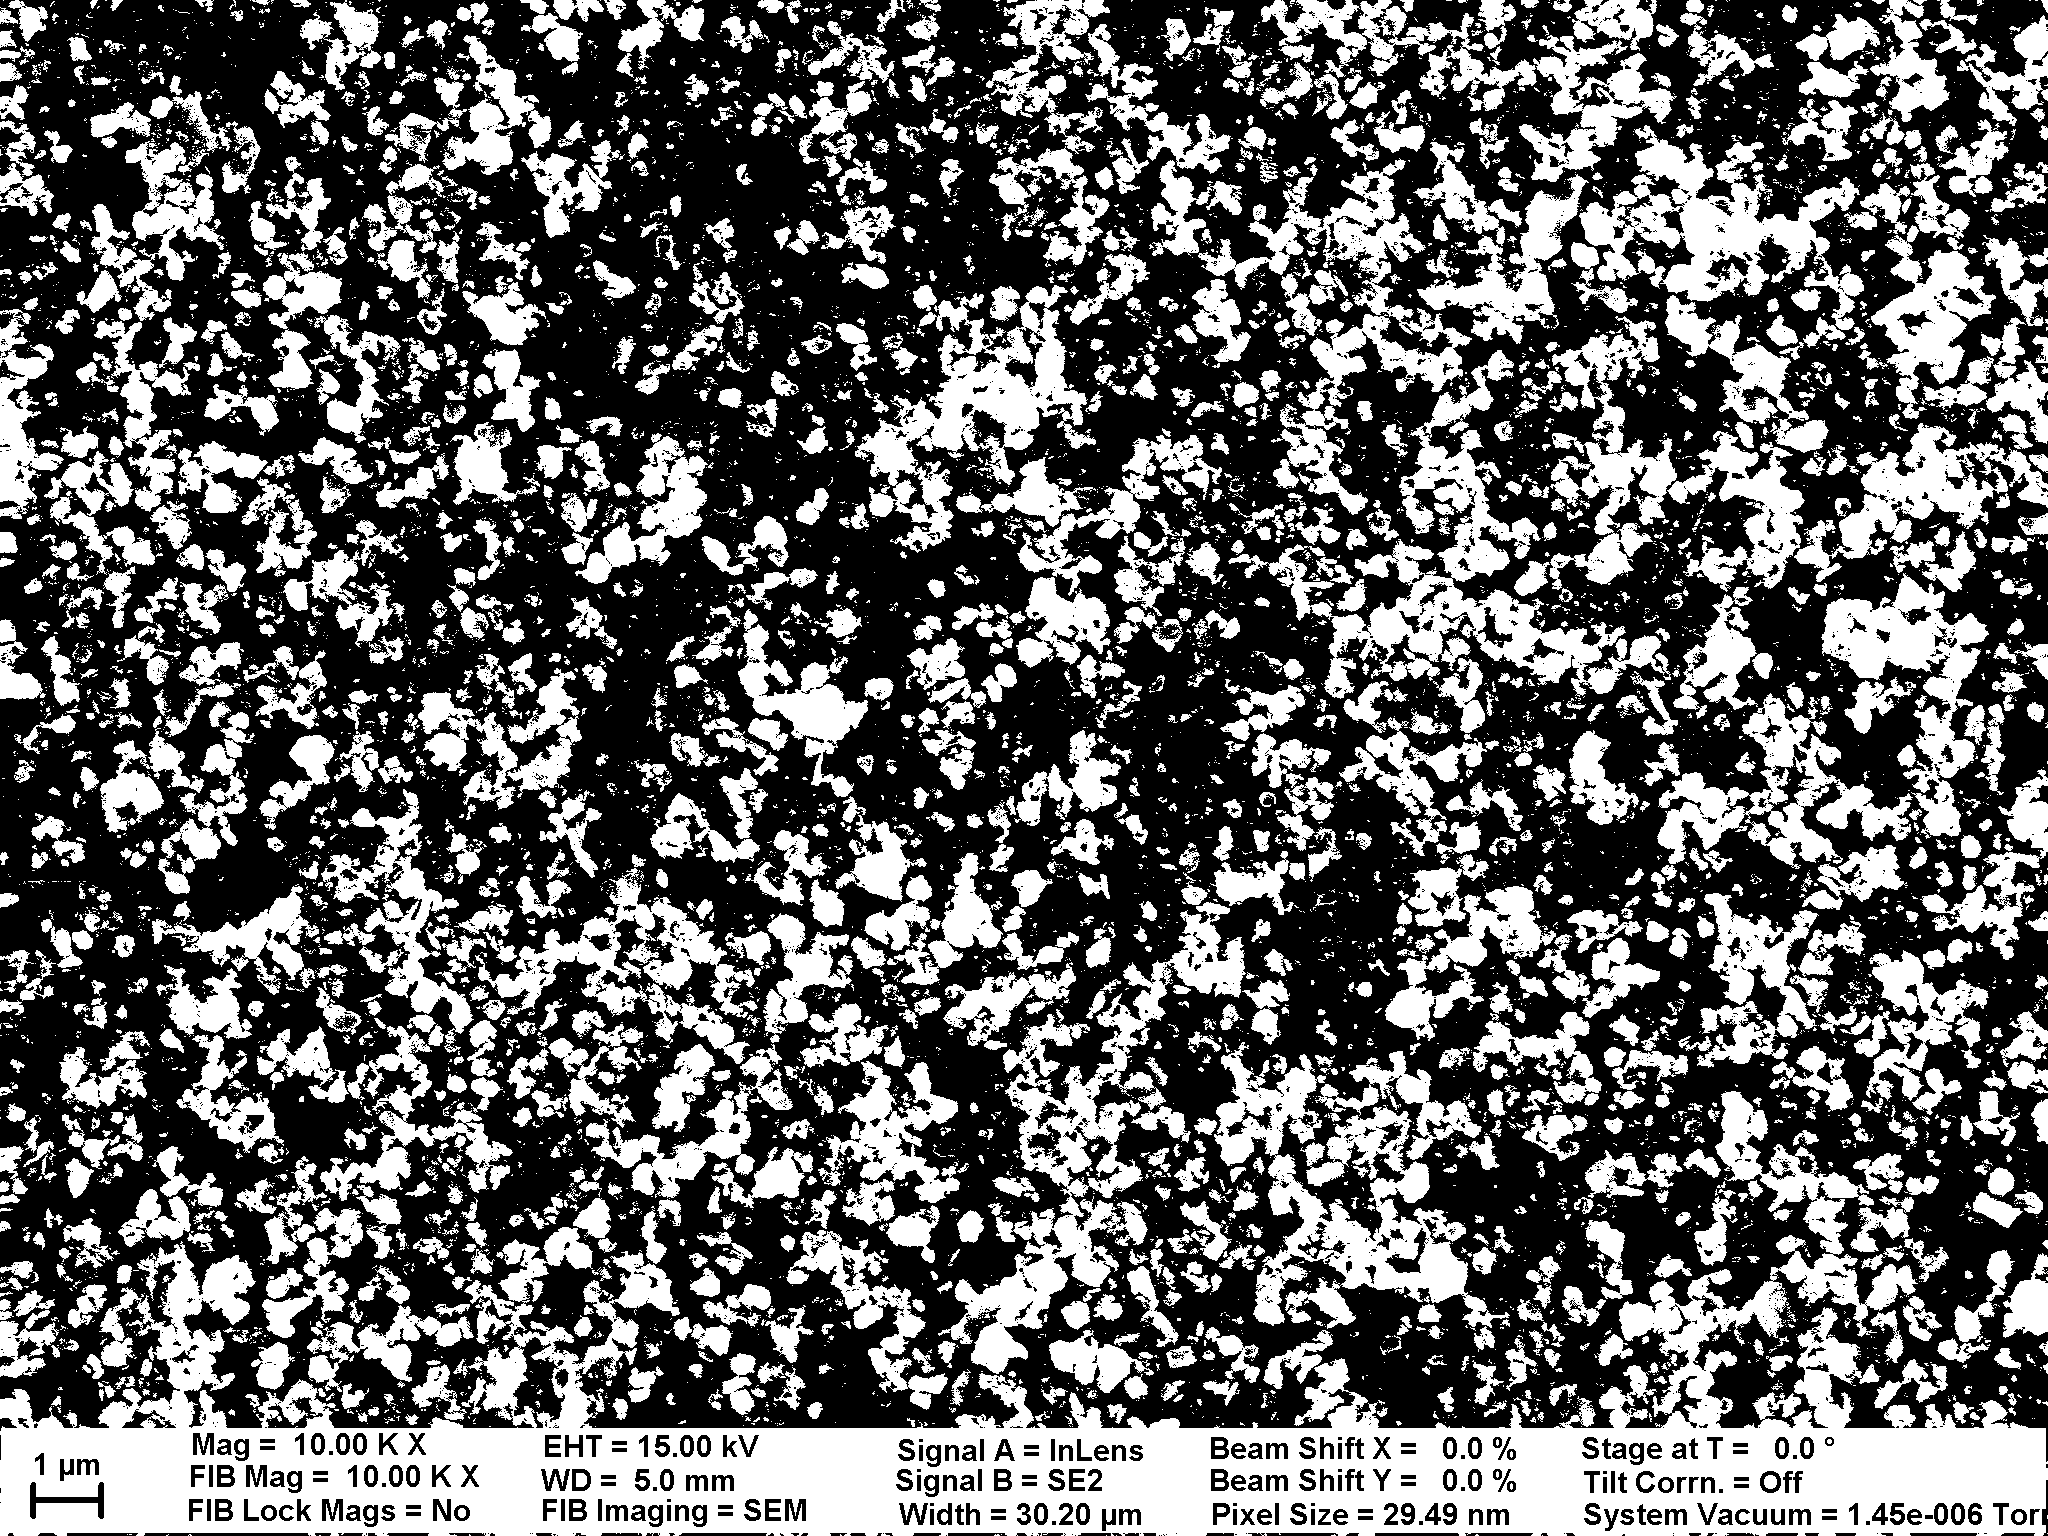 1 µm
Mag = 10.00 K X
FIB Mag = 10.00 K X
FIB Lock Mags = No
EHT = 15.00 kV
WD = 5.0 mm
FIB Imaging = SEM
Signal A = InLens
Signal B = SE2
Width = 30.20 µm
Beam Shift X = 0.0 %
Beam Shift Y = 0.0 %
Pixel Size = 29.49 nm
Stage at T = 0.0 °
Tilt Corrn. = Off
System Vacuum = 1.45e-006 Torr